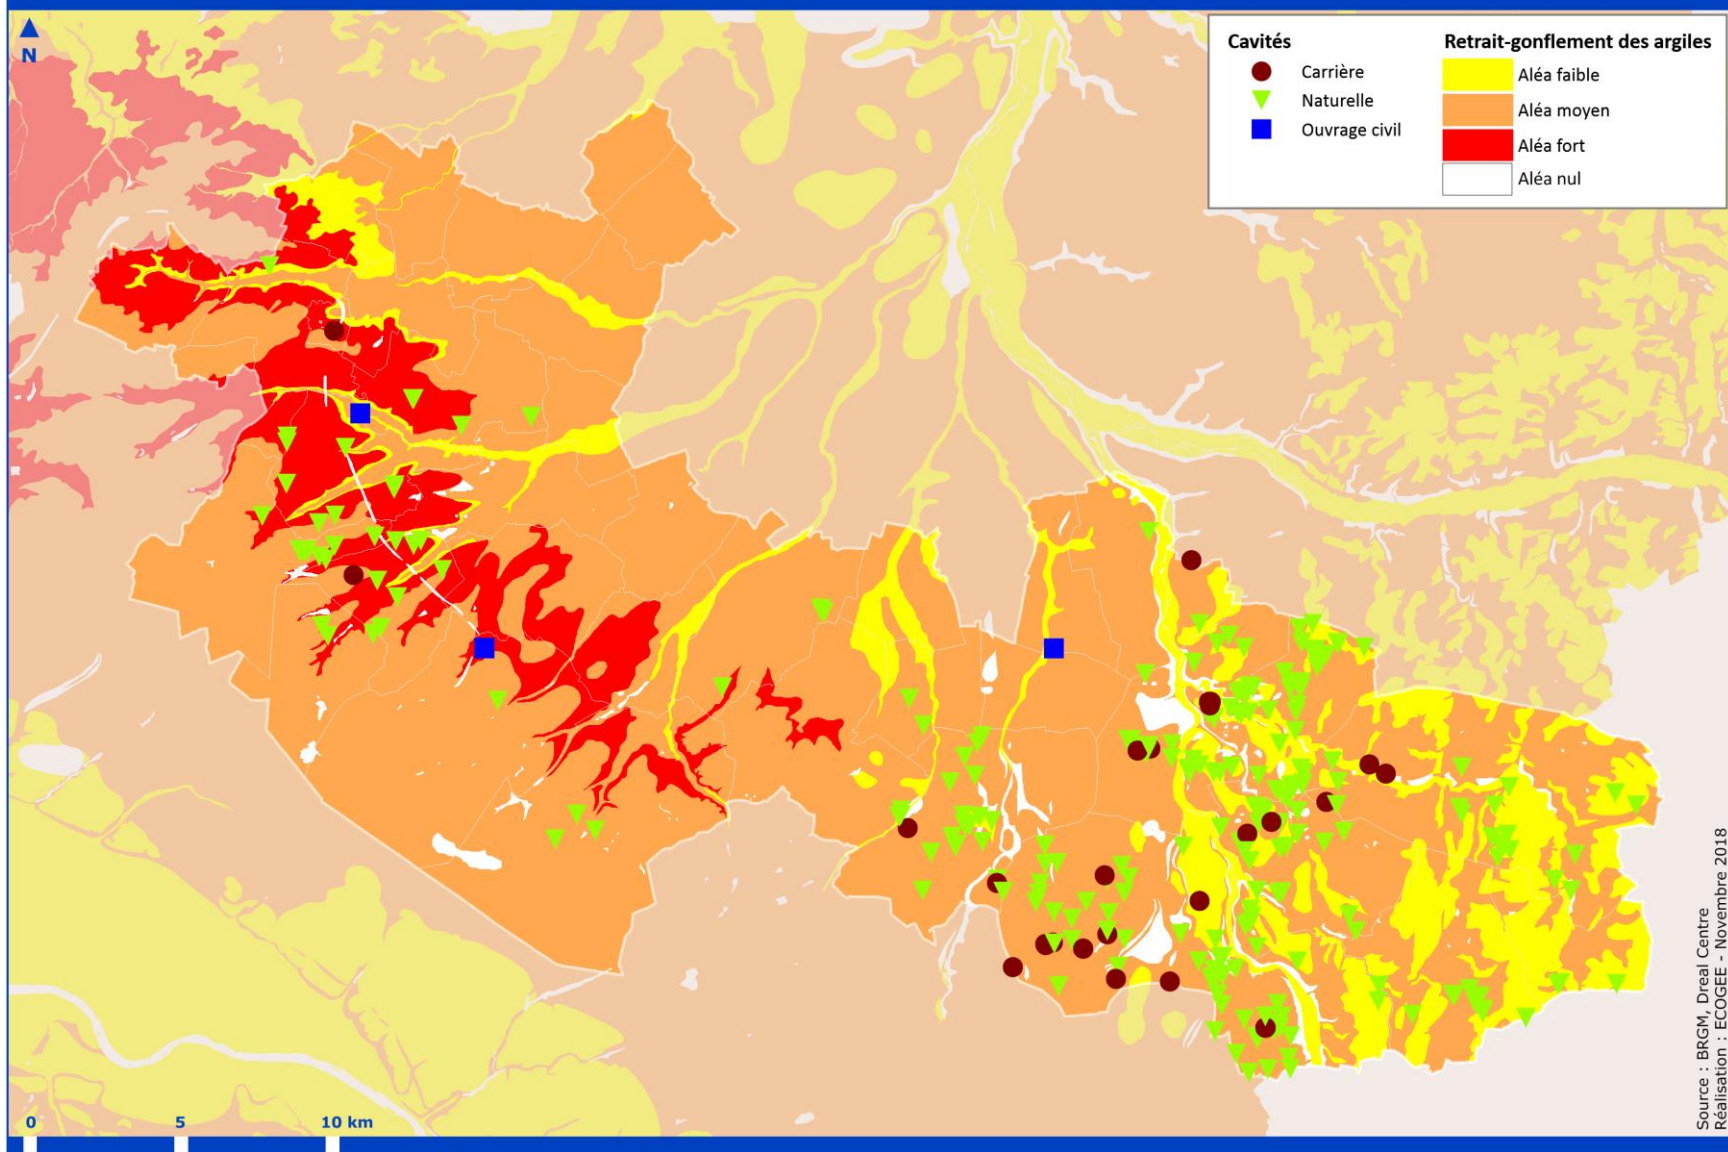 N
Cavités
Carrière
Naturelle
Ouvrage civil
Retrait-gonflement des argiles
Aléa faible
Aléa moyen
Aléa fort
Aléa nul
0 5 10 km
Source : BRGM, Dreal Centre
Réalisation : ECOGEE - Novembre 2018